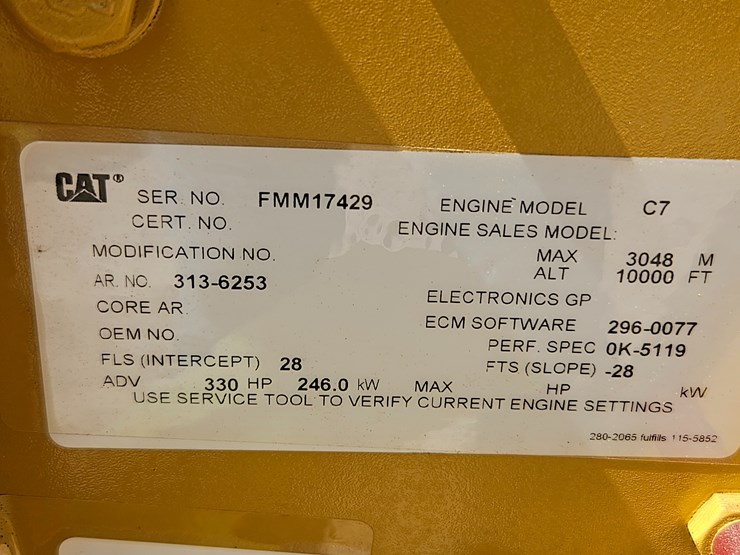 CAT®
SER. NO. FMM17429 ENGINE MODEL C7
CERT. NO. ENGINE SALES MODEL:
MODIFICATION NO. MAX 3048 M
ALT 10000 FT
AR. NO. 313-6253
CORE AR. ELECTRONICS GP
OEM NO. ECM SOFTWARE 296-0077
PERF. SPEC 0K-5119
FLS (INTERCEPT) 28 FTS (SLOPE) -28
ADV 330 HP 246.0 kW MAX HP kW
USE SERVICE TOOL TO VERIFY CURRENT ENGINE SETTINGS
280-2065 fulfills 115-5852